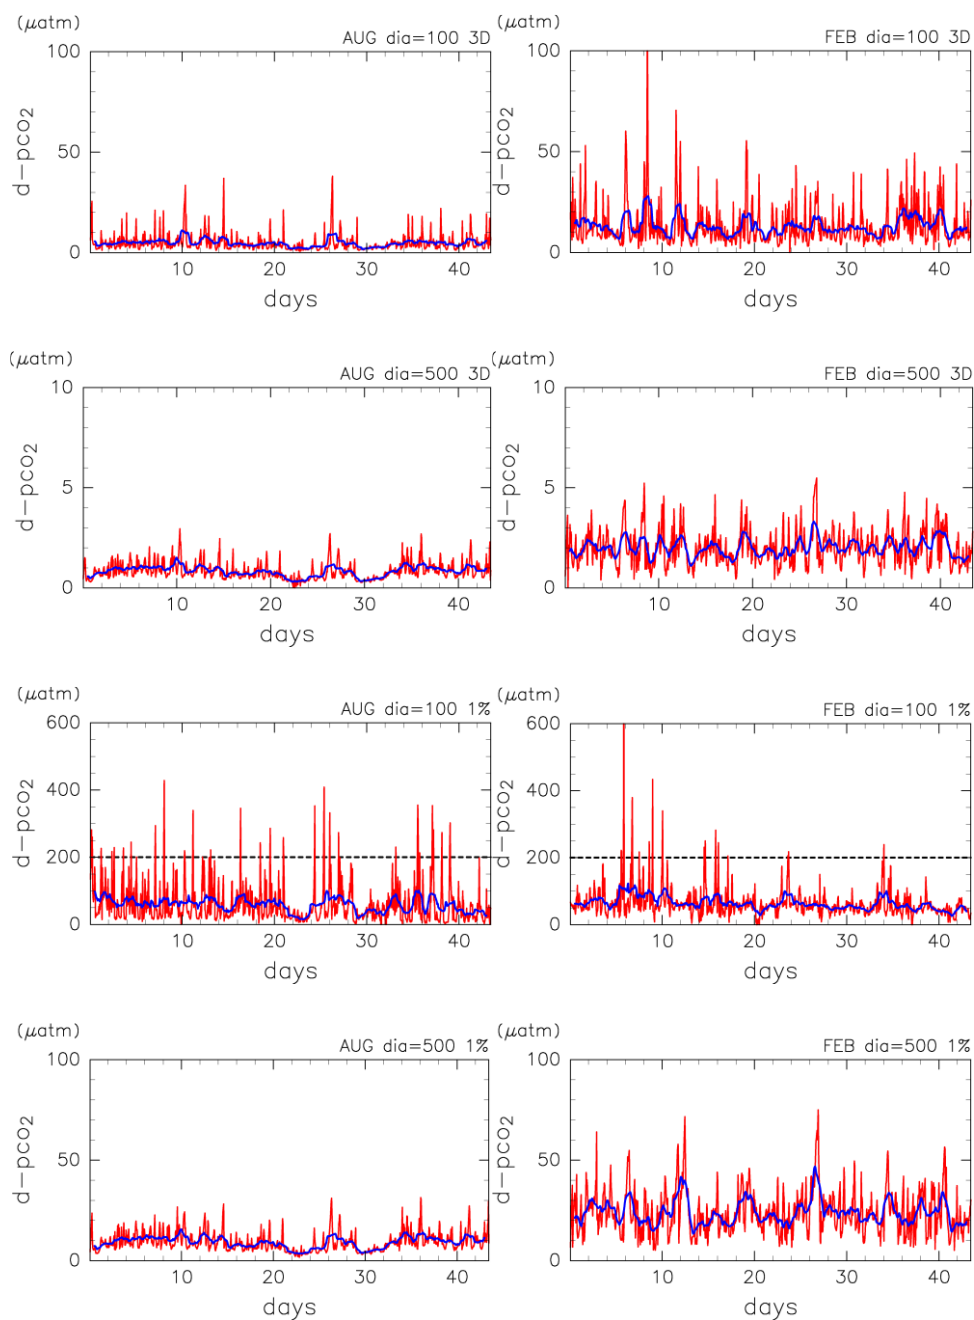 (μatm)
AUG dia=100 3D
100
50
0
d-pco2
10 20 30 40
days
(μatm)
FEB dia=100 3D
100
50
0
d-pco2
10 20 30 40
days
(μatm)
AUG dia=500 3D
10
5
0
d-pco2
10 20 30 40
days
(μatm)
FEB dia=500 3D
10
5
0
d-pco2
10 20 30 40
days
(μatm)
AUG dia=100 1%
600
400
200
0
d-pco2
10 20 30 40
days
(μatm)
FEB dia=100 1%
600
400
200
0
d-pco2
10 20 30 40
days
(μatm)
AUG dia=500 1%
100
50
0
d-pco2
10 20 30 40
days
(μatm)
FEB dia=500 1%
100
50
0
d-pco2
10 20 30 40
days